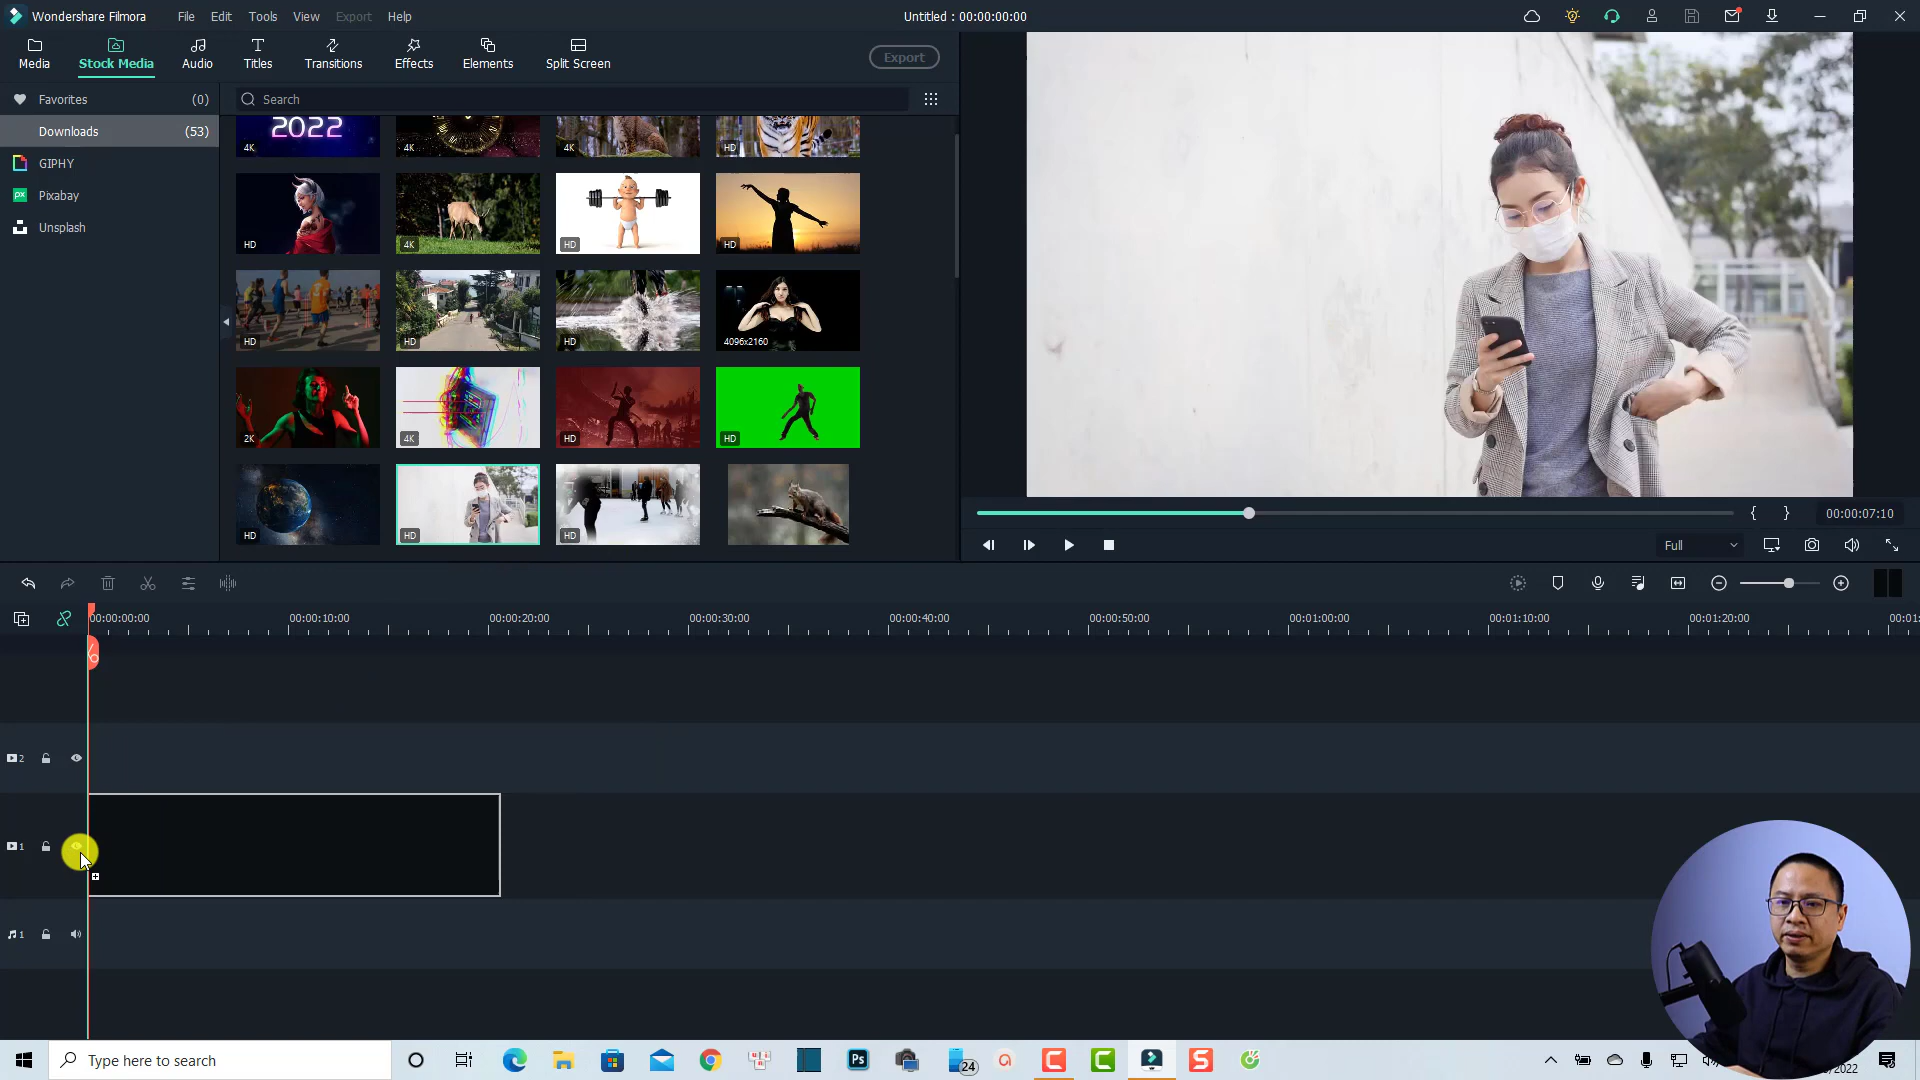 Wondershare Filmora File Edit Tools View Export Help Untitled : 00:00:00:00
Media Stock Media Audio Titles Transitions Effects Elements Split Screen Export
Favorites (0) Search
Downloads (53)
GIPHY
Pixabay
Unsplash
2022
4K 4K 4K HD
HD 4K HD HD
HD HD HD 4096x2160
2K 4K HD HD
HD HD HD
00:00:07:10
Full
00:00:00:00 00:00:10:00 00:00:20:00 00:00:30:00 00:00:40:00 00:00:50:00 00:01:00:00 00:01:10:00 00:01:20:00 00:01:
2
1
1
Type here to search Ps 24